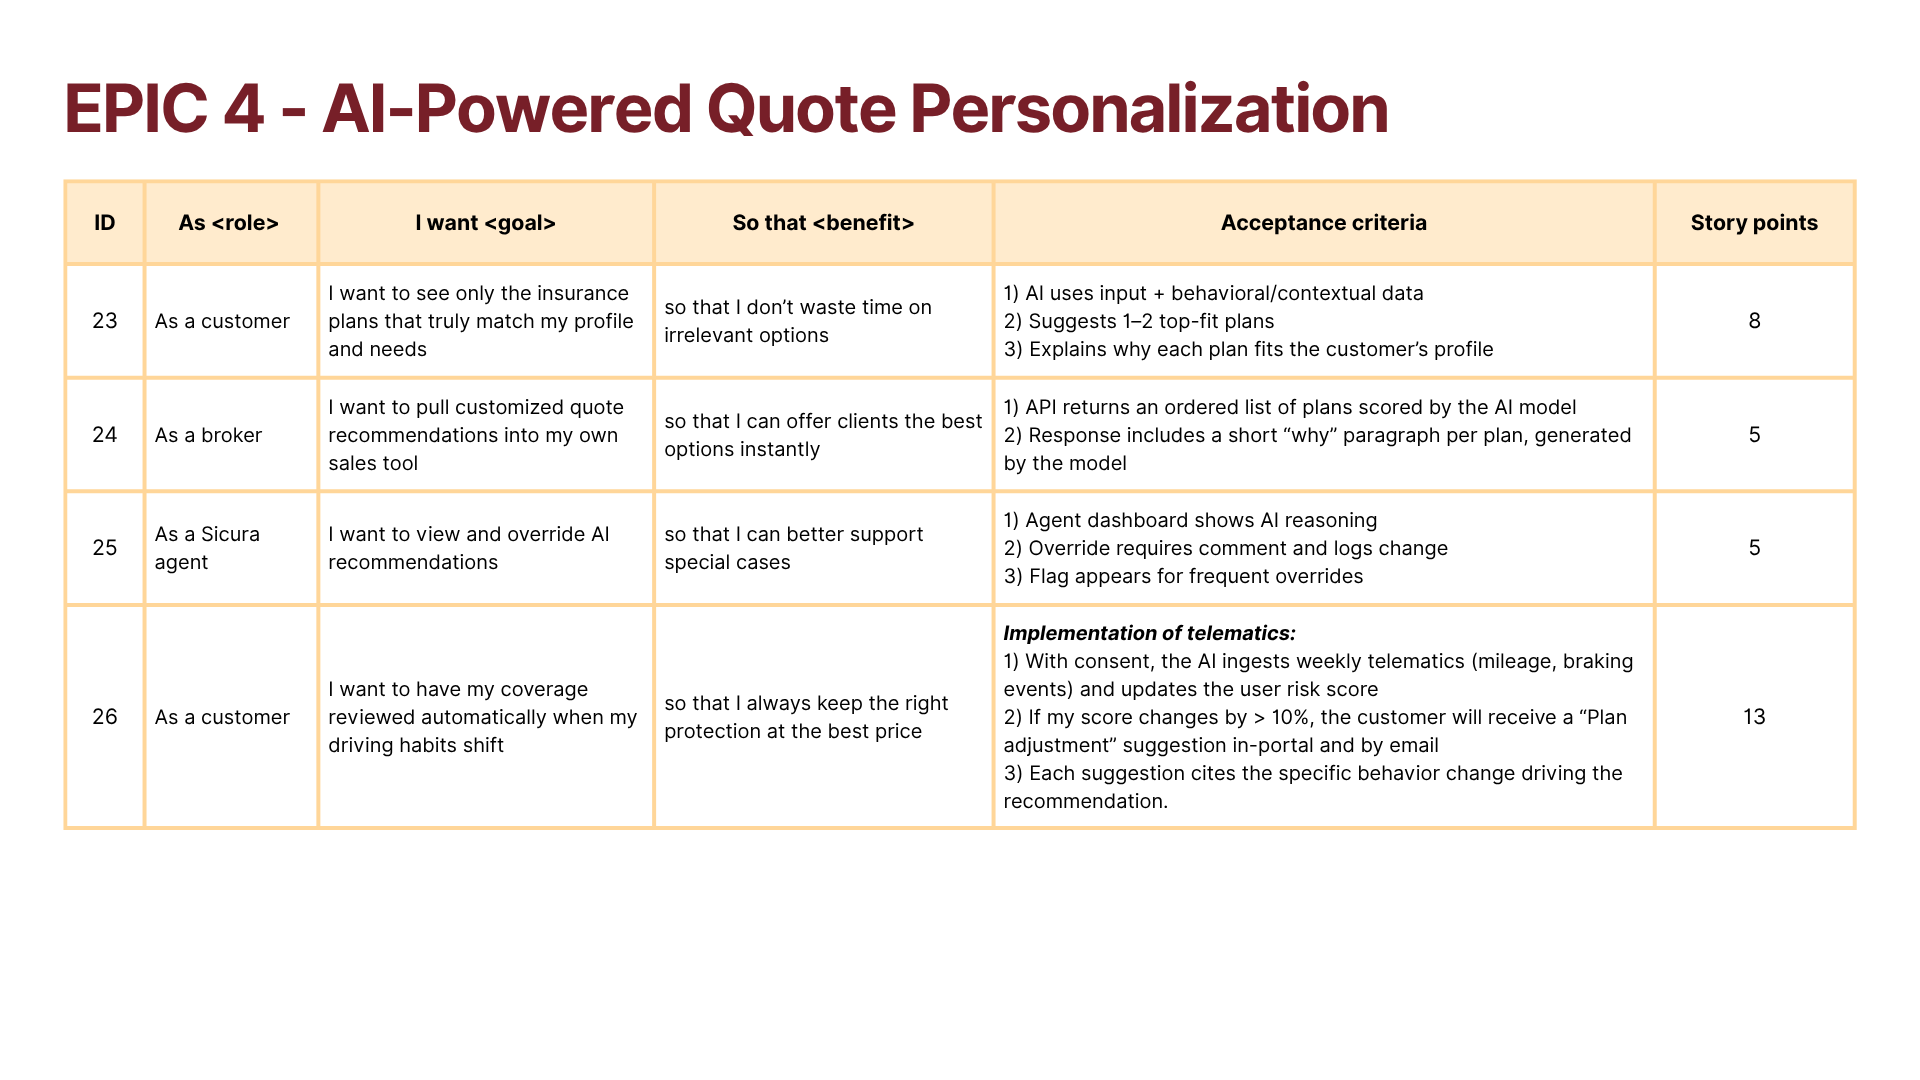 EPIC 4 - AI-Powered Quote Personalization
ID
As <role>
I want <goal>
So that <benefit>
Acceptance criteria
Story points
23
As a customer
I want to see only the insurance
plans that truly match my profile
and needs
so that I don’t waste time on
irrelevant options
1) AI uses input + behavioral/contextual data
2) Suggests 1–2 top-fit plans
3) Explains why each plan fits the customer’s profile
8
24
As a broker
I want to pull customized quote
recommendations into my own
sales tool
so that I can offer clients the best
options instantly
1) API returns an ordered list of plans scored by the AI model
2) Response includes a short “why” paragraph per plan, generated
by the model
5
25
As a Sicura
agent
I want to view and override AI
recommendations
so that I can better support
special cases
1) Agent dashboard shows AI reasoning
2) Override requires comment and logs change
3) Flag appears for frequent overrides
5
26
As a customer
I want to have my coverage
reviewed automatically when my
driving habits shift
so that I always keep the right
protection at the best price
Implementation of telematics:
1) With consent, the AI ingests weekly telematics (mileage, braking
events) and updates the user risk score
2) If my score changes by > 10%, the customer will receive a “Plan
adjustment” suggestion in-portal and by email
3) Each suggestion cites the specific behavior change driving the
recommendation.
13